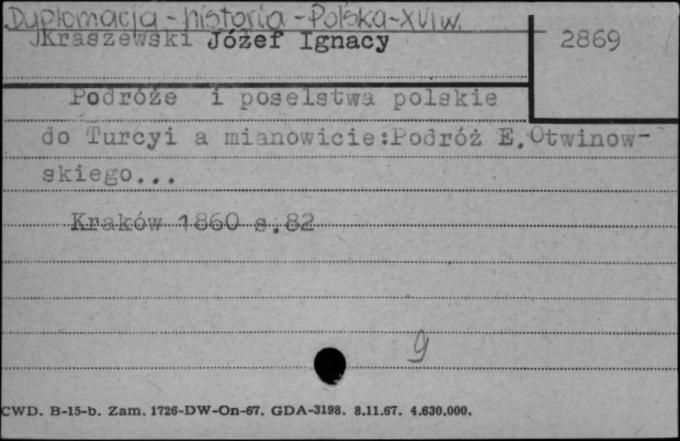 Dyplomacja - historia - Polska - XVI w.
Kraszewski Józef Ignacy
2869
Podróże i poselstwa polskie
do Turcyi a mianowicie:Podróż E.Otwinow-
skiego...
Kraków 1860 s.82
9
CWD. B-15-b. Zam. 1726-DW-On-67. GDA-3198. 8.11.67. 4.630.000.